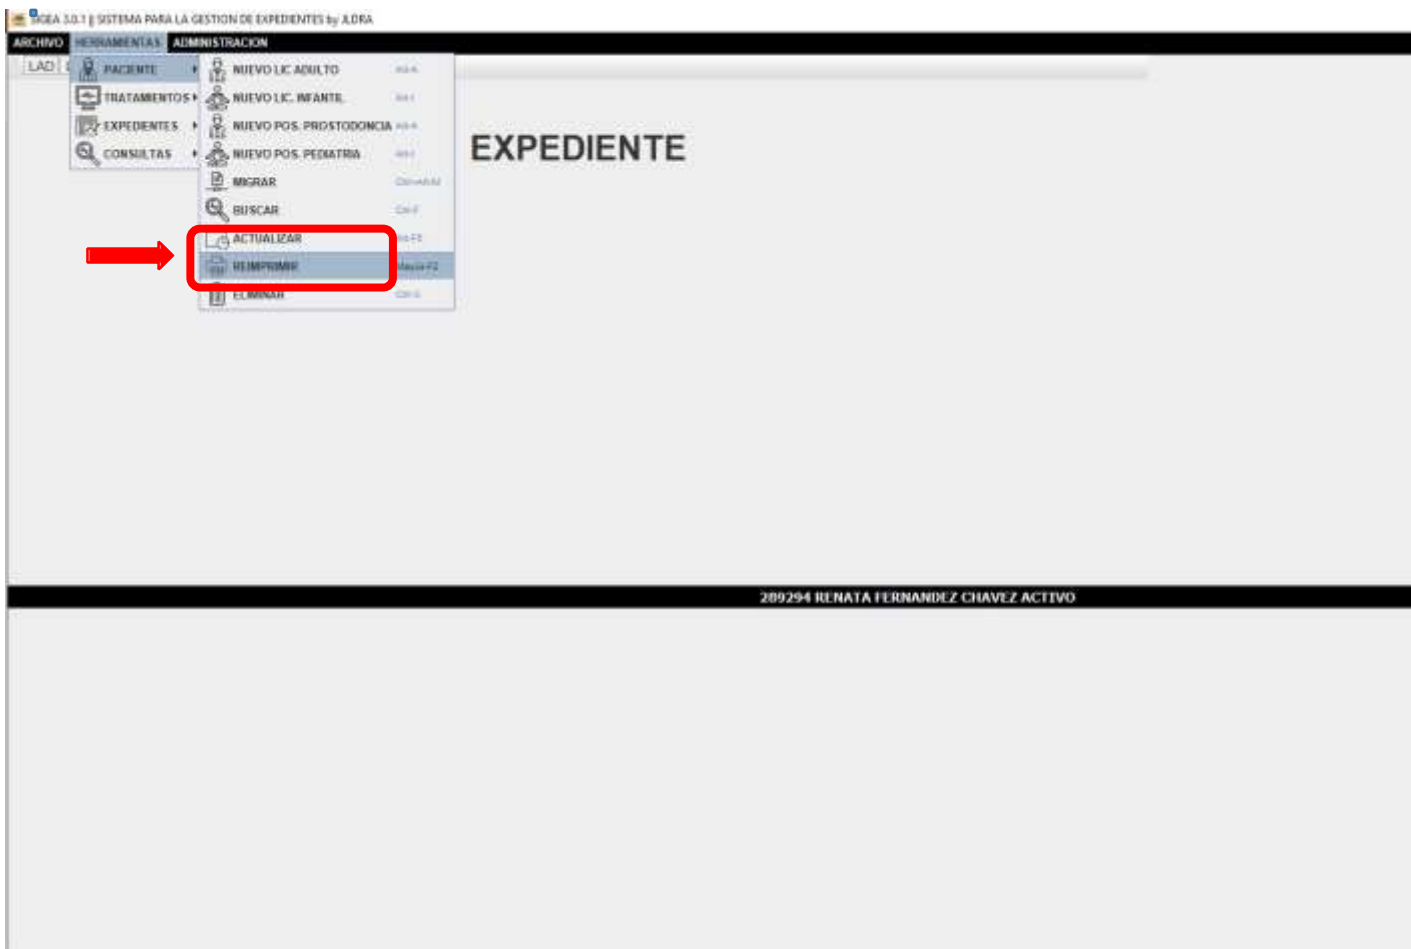 SIGEA 3.0.1 || SISTEMA PARA LA GESTION DE EXPEDIENTES by JLDRA
ARCHIVO HERRAMIENTAS ADMINISTRACION
LAD
PACIENTE
TRATAMIENTOS
EXPEDIENTES
CONSULTAS
NUEVO LIC ADULTO
NUEVO LIC. INFANTIL
NUEVO POS. PROSTODONCIA
NUEVO POS. PEDIATRIA
MIGRAR
BUSCAR
ACTUALIZAR
REIMPRIMIR
ELIMINAR
EXPEDIENTE
289294 RENATA FERNANDEZ CHAVEZ ACTIVO